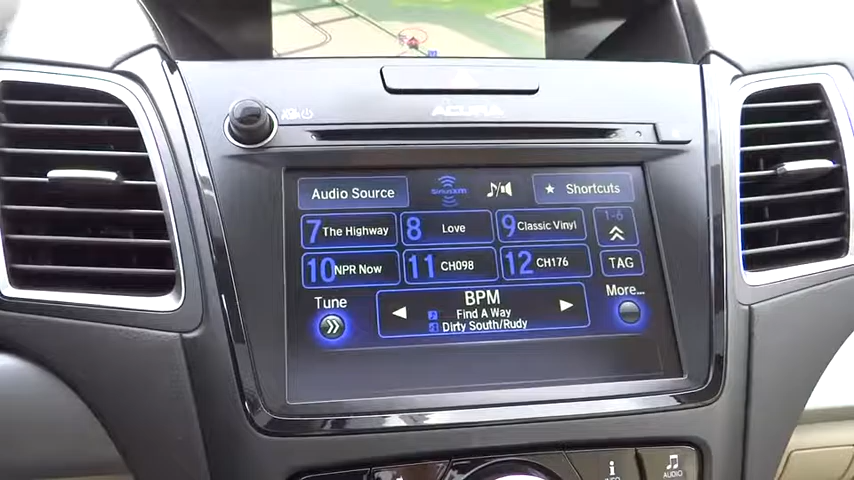 ACURA
Audio Source
SiriusXM
Shortcuts
7 The Highway
8 Love
9 Classic Vinyl
1-6
10 NPR Now
11 CH098
12 CH176
TAG
Tune
BPM
Find A Way
Dirty South/Rudy
More...
INFO
AUDIO